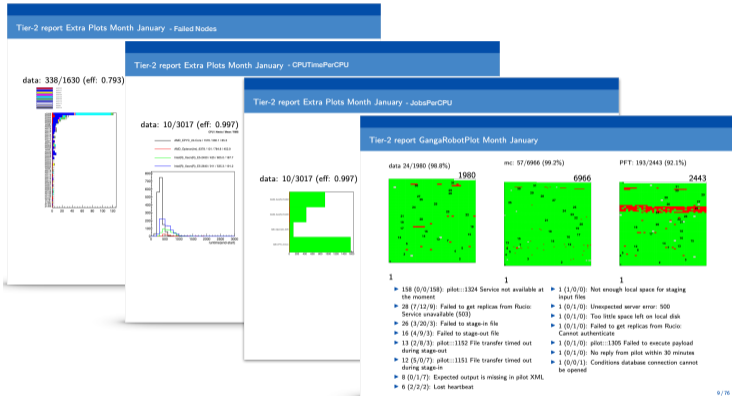 Tier-2 report Extra Plots Month January - Failed Nodes
data: 338/1630 (eff: 0.793)
0 20 40 60 80 100 120 140
Tier-2 report Extra Plots Month January - CPUTimePerCPU
data: 10/3017 (eff: 0.997)
Tier-2 report Extra Plots Month January - JobsPerCPU
data: 10/3017 (eff: 0.997)
Tier-2 report GangaRobotPlot Month January
data 24/1980 (98.8%)
1980
1
mc: 57/6966 (99.2%)
6966
1
PFT: 193/2443 (92.1%)
2443
1
► 158 (0/0/158): pilot:::1324 Service not available at
the moment
► 28 (7/12/9): Failed to get replicas from Rucio:
Service unavailable (503)
► 26 (3/20/3): Failed to stage-in file
► 16 (4/9/3): Failed to stage-out file
► 13 (2/8/3): pilot:::1152 File transfer timed out
during stage-out
► 12 (5/0/7): pilot:::1151 File transfer timed out
during stage-in
► 8 (0/1/7): Expected output is missing in pilot XML
► 6 (2/2/2): Lost heartbeat
► 1 (1/0/0): Not enough local space for staging
input files
► 1 (0/1/0): Unexpected server error: 500
► 1 (0/1/0): Too little space left on local disk
► 1 (0/1/0): Failed to get replicas from Rucio:
Cannot authenticate
► 1 (0/1/0): pilot:::1305 Failed to execute payload
► 1 (0/1/0): No reply from pilot within 30 minutes
► 1 (0/0/1): Conditions database connection cannot
be opened
9 / 76